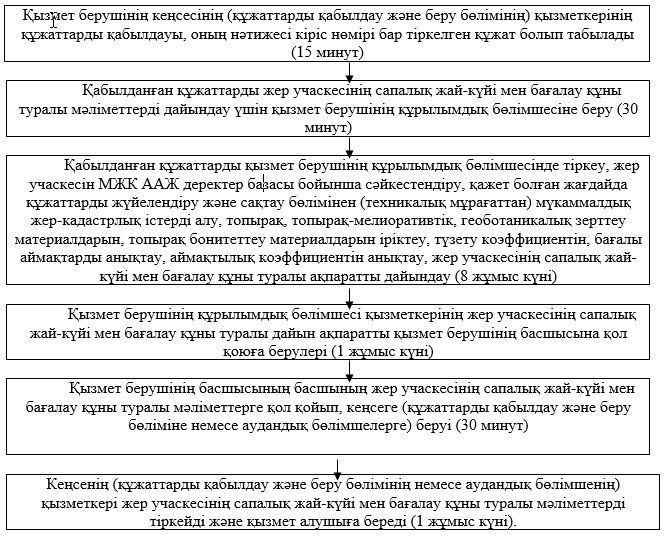 Қызмет берушінің кеңсесінің (құжаттарды қабылдау және беру бөлімінің) қызметкерінің
құжаттарды қабылдауы, оның нәтижесі кіріс нөмірі бар тіркелген құжат болып табылады
(15 минут)
Қабылданған құжаттарды жер учаскесінің сапалық жай-күйі мен бағалау құны
туралы мәліметтерді дайындау үшін қызмет берушінің құрылымдық бөлімшесіне беру (30
минут)
Қабылданған құжаттарды қызмет берушінің құрылымдық бөлімшесінде тіркеу, жер
учаскесін МЖК ААЖ деректер базасы бойынша сәйкестендіру, қажет болған жағдайда
құжаттарды жүйелендіру және сақтау бөлімінен (техникалық мұрағаттан) мүкаммалдық
жер-кадастрлық істерді алу, топырақ, топырақ-мелиоративтік, геоботаникалық зерттеу
материалдарын, топырақ бонитеттеу материалдарын іріктеу, түзету коэффициентін, бағалы
аймақтарды анықтау, аймақтылық коэффициентін анықтау, жер учаскесінің сапалық жай-
күйі мен бағалау құны туралы ақпаратты дайындау (8 жұмыс күні)
Қызмет берушінің құрылымдық бөлімшесі қызметкерінің жер учаскесінің сапалық
жай-күйі мен бағалау құны туралы дайын ақпаратты қызмет берушінің басшысына қол
қоюға берулері (1 жұмыс күні)
Қызмет берушінің басшысының басшының жер учаскесінің сапалық жай-күйі мен
бағалау құны туралы мәліметтерге қол қойып, кеңсеге (құжаттарды қабылдау және беру
бөліміне немесе аудандық бөлімшелерге) беруі (30 минут)
Кеңсенің (құжаттарды қабылдау және беру бөлімінің немесе аудандық бөлімшенің)
қызметкері жер учаскесінің сапалық жай-күйі мен бағалау құны туралы мәліметтерді
тіркейді және қызмет алушыға береді (1 жұмыс күні).